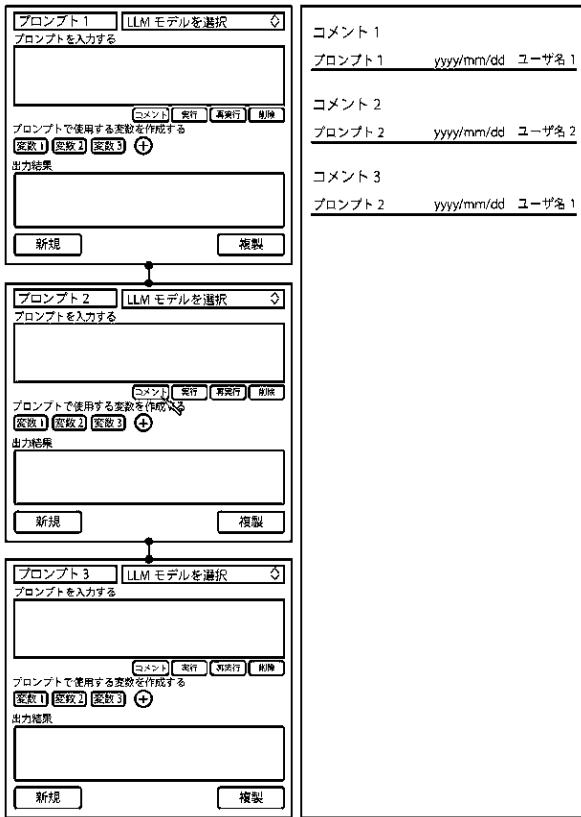 プロンプト 1
LLM モデルを選択
プロンプトを入力する
コメント 実行 再実行 削除
プロンプトで使用する変数を作成する
変数 1 変数 2 変数 3
出力結果
新規 複製
プロンプト 2
LLM モデルを選択
プロンプトを入力する
コメント 実行 再実行 削除
プロンプトで使用する変数を作成する
変数 1 変数 2 変数 3
出力結果
新規 複製
プロンプト 3
LLM モデルを選択
プロンプトを入力する
コメント 実行 再実行 削除
プロンプトで使用する変数を作成する
変数 1 変数 2 変数 3
出力結果
新規 複製
コメント 1
プロンプト 1 yyyy/mm/dd ユーザ名 1
コメント 2
プロンプト 2 yyyy/mm/dd ユーザ名 2
コメント 3
プロンプト 2 yyyy/mm/dd ユーザ名 1